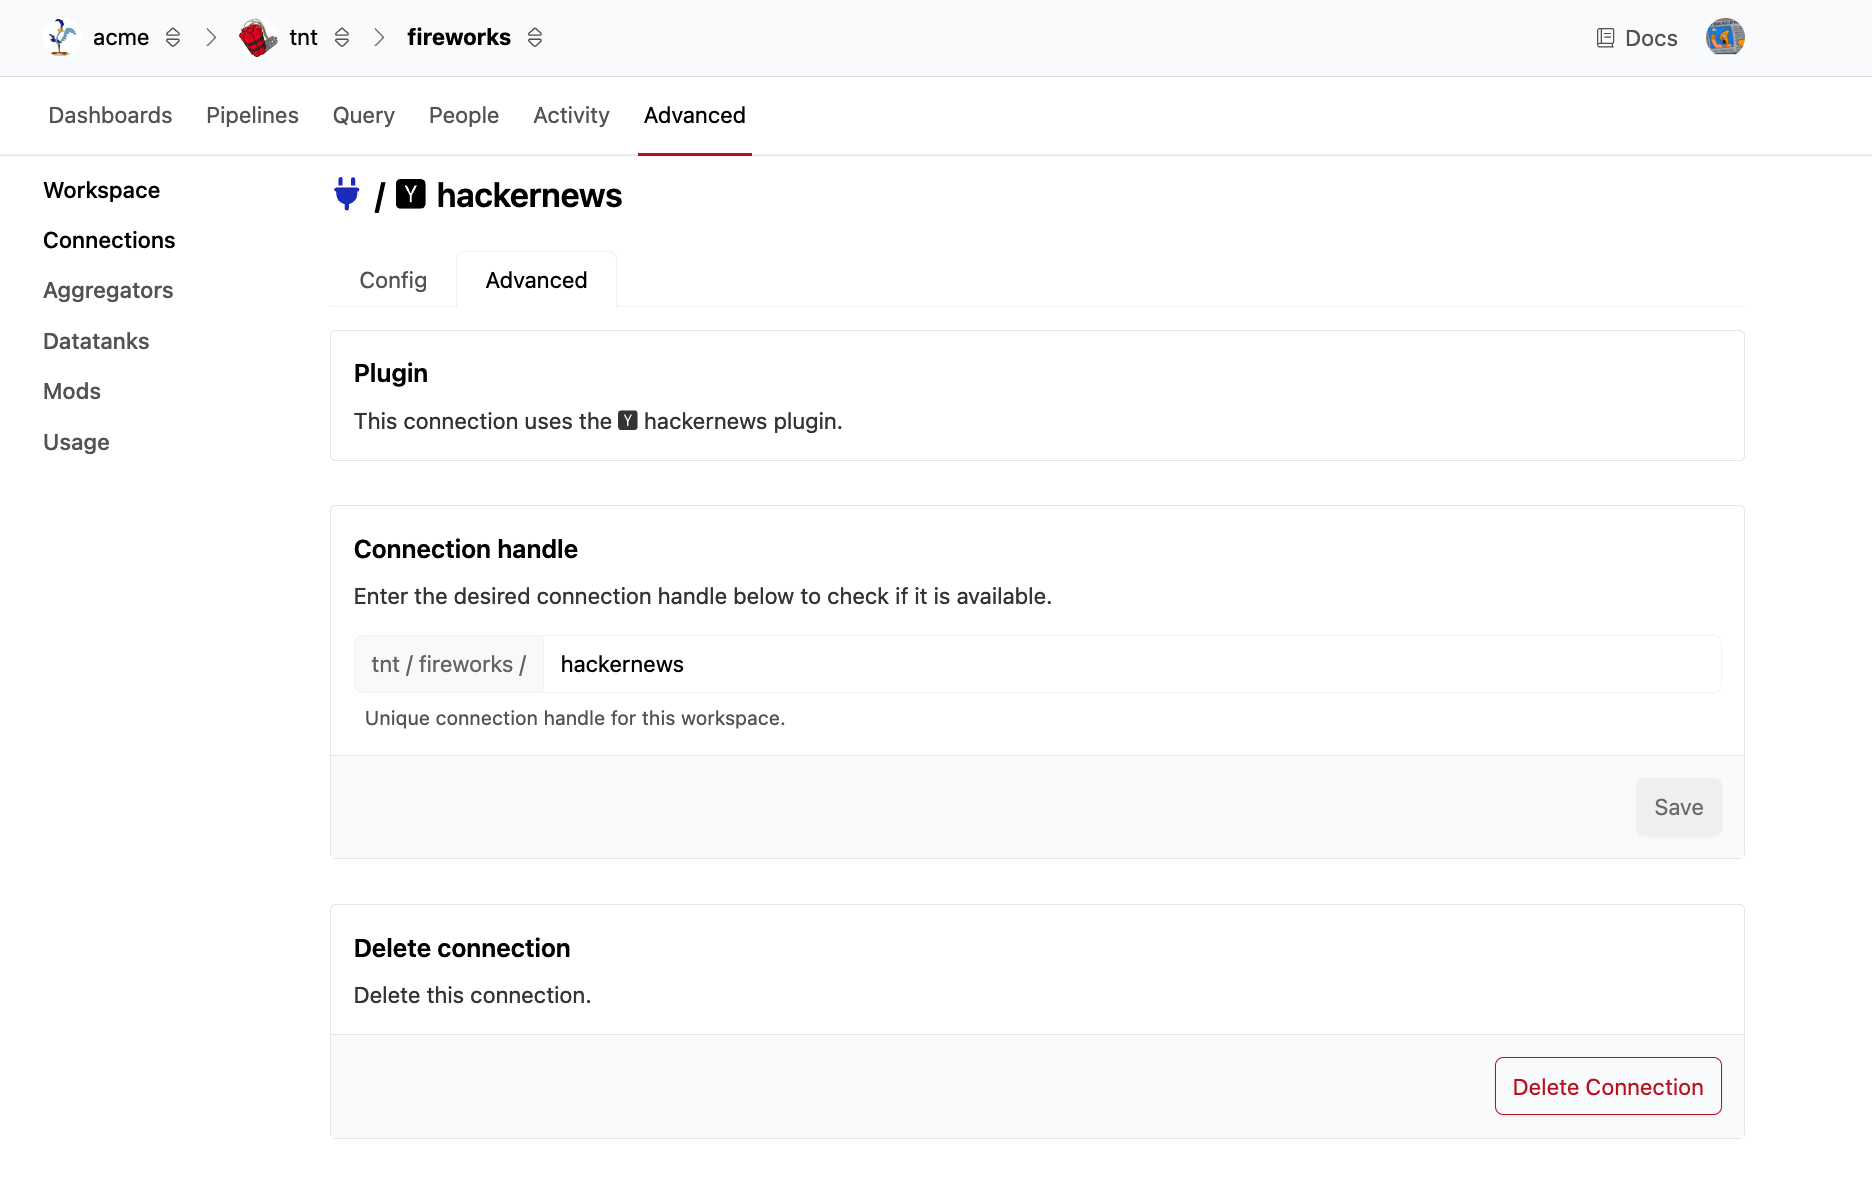 acme tnt fireworks Docs
Dashboards Pipelines Query People Activity Advanced
Workspace
Connections
Aggregators
Datatanks
Mods
Usage
/ Y hackernews
Config Advanced
Plugin
This connection uses the Y hackernews plugin.
Connection handle
Enter the desired connection handle below to check if it is available.
tnt / fireworks / hackernews
Unique connection handle for this workspace.
Save
Delete connection
Delete this connection.
Delete Connection